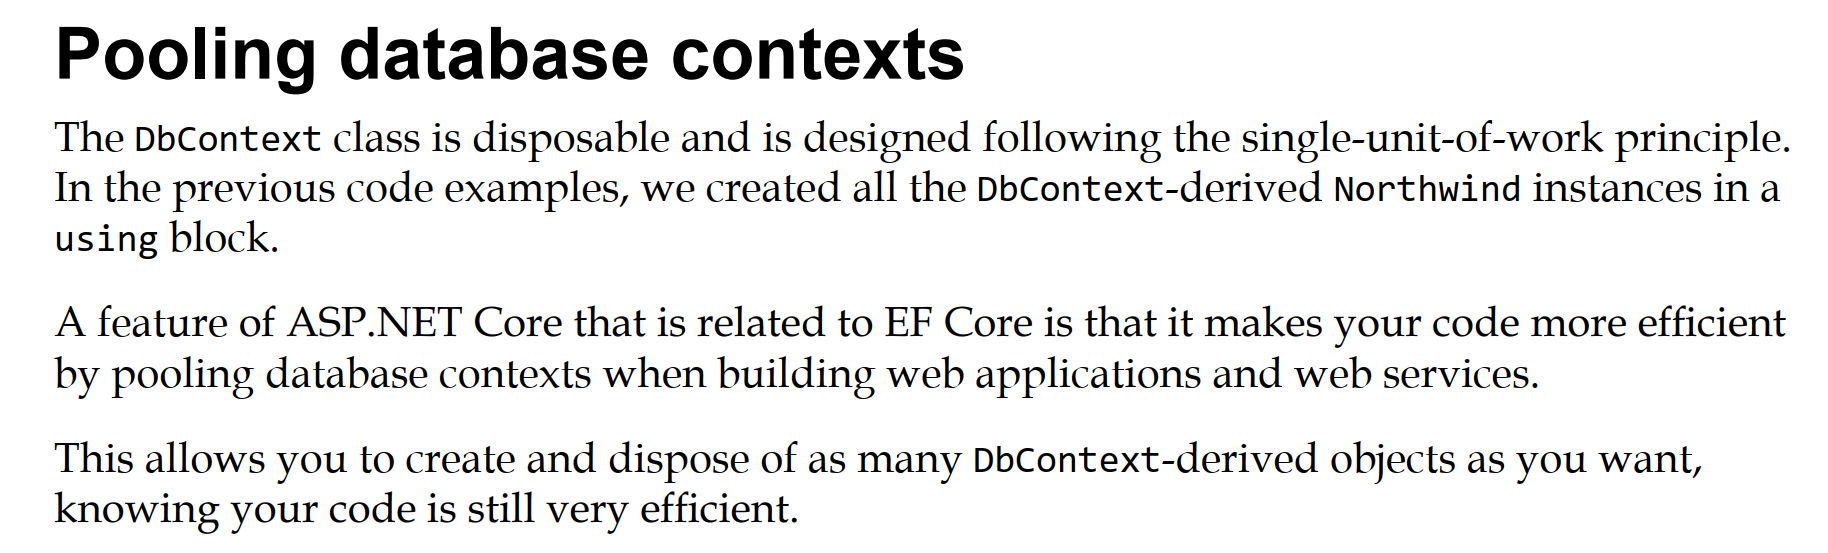 Pooling database contexts
The DbContext class is disposable and is designed following the single-unit-of-work principle.
In the previous code examples, we created all the DbContext-derived Northwind instances in a
using block.
A feature of ASP.NET Core that is related to EF Core is that it makes your code more efficient
by pooling database contexts when building web applications and web services.
This allows you to create and dispose of as many DbContext-derived objects as you want,
knowing your code is still very efficient.